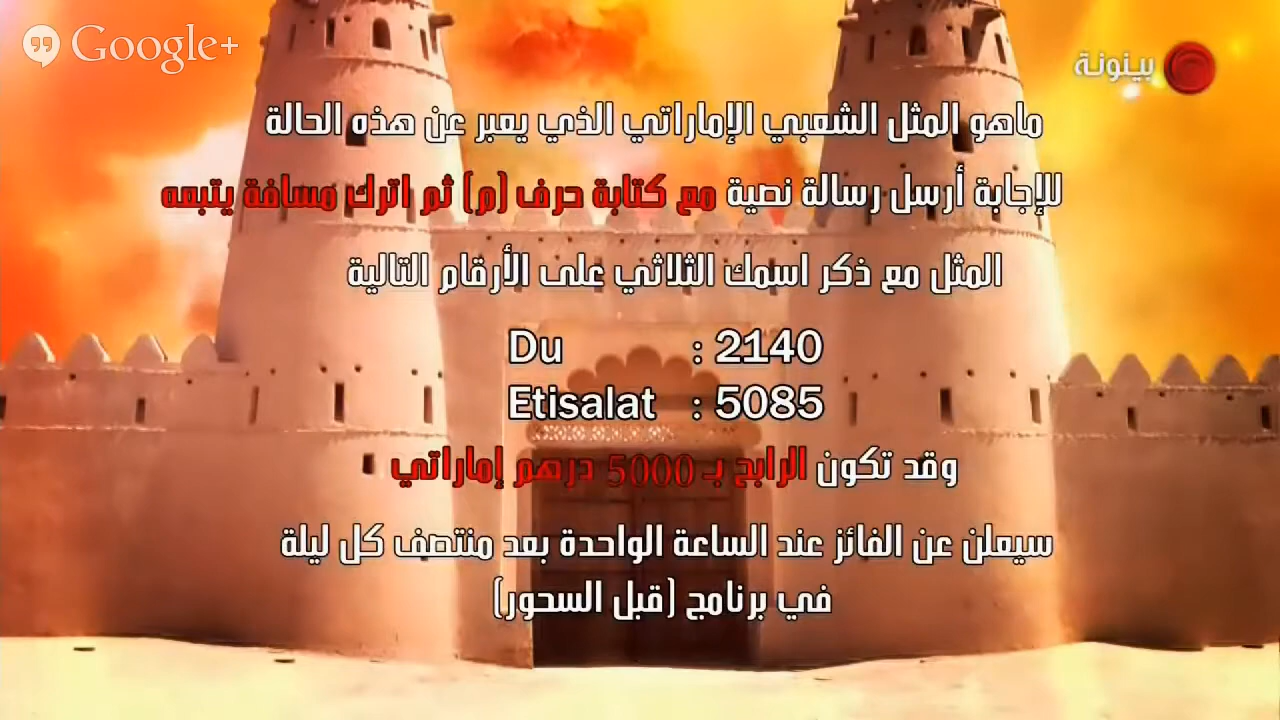 Google+
بينونة
ماهو المثل الشعبي الإماراتي الذي يعبر عن هذه الحالة
للإجابة أرسل رسالة نصية مع كتابة حرف (م) ثم اترك مسافة يتبعه
المثل مع ذكر اسمك الثلاثي على الأرقام التالية
Du : 2140
Etisalat : 5085
وقد تكون الرابح بـ 5000 درهم إماراتي
سيعلن عن الفائز عند الساعة الواحدة بعد منتصف كل ليلة
في برنامج (قبل السحور)